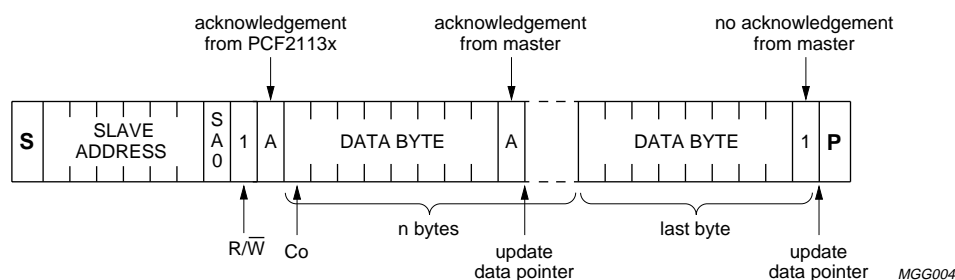 acknowledgement
from PCF2113x
acknowledgement
from master
no acknowledgement
from master
S
SLAVE
ADDRESS
S
A
0
1
A
DATA BYTE
A
DATA BYTE
1
P
n bytes
last byte
R/W̅
Co
update
data pointer
update
data pointer
MGG004